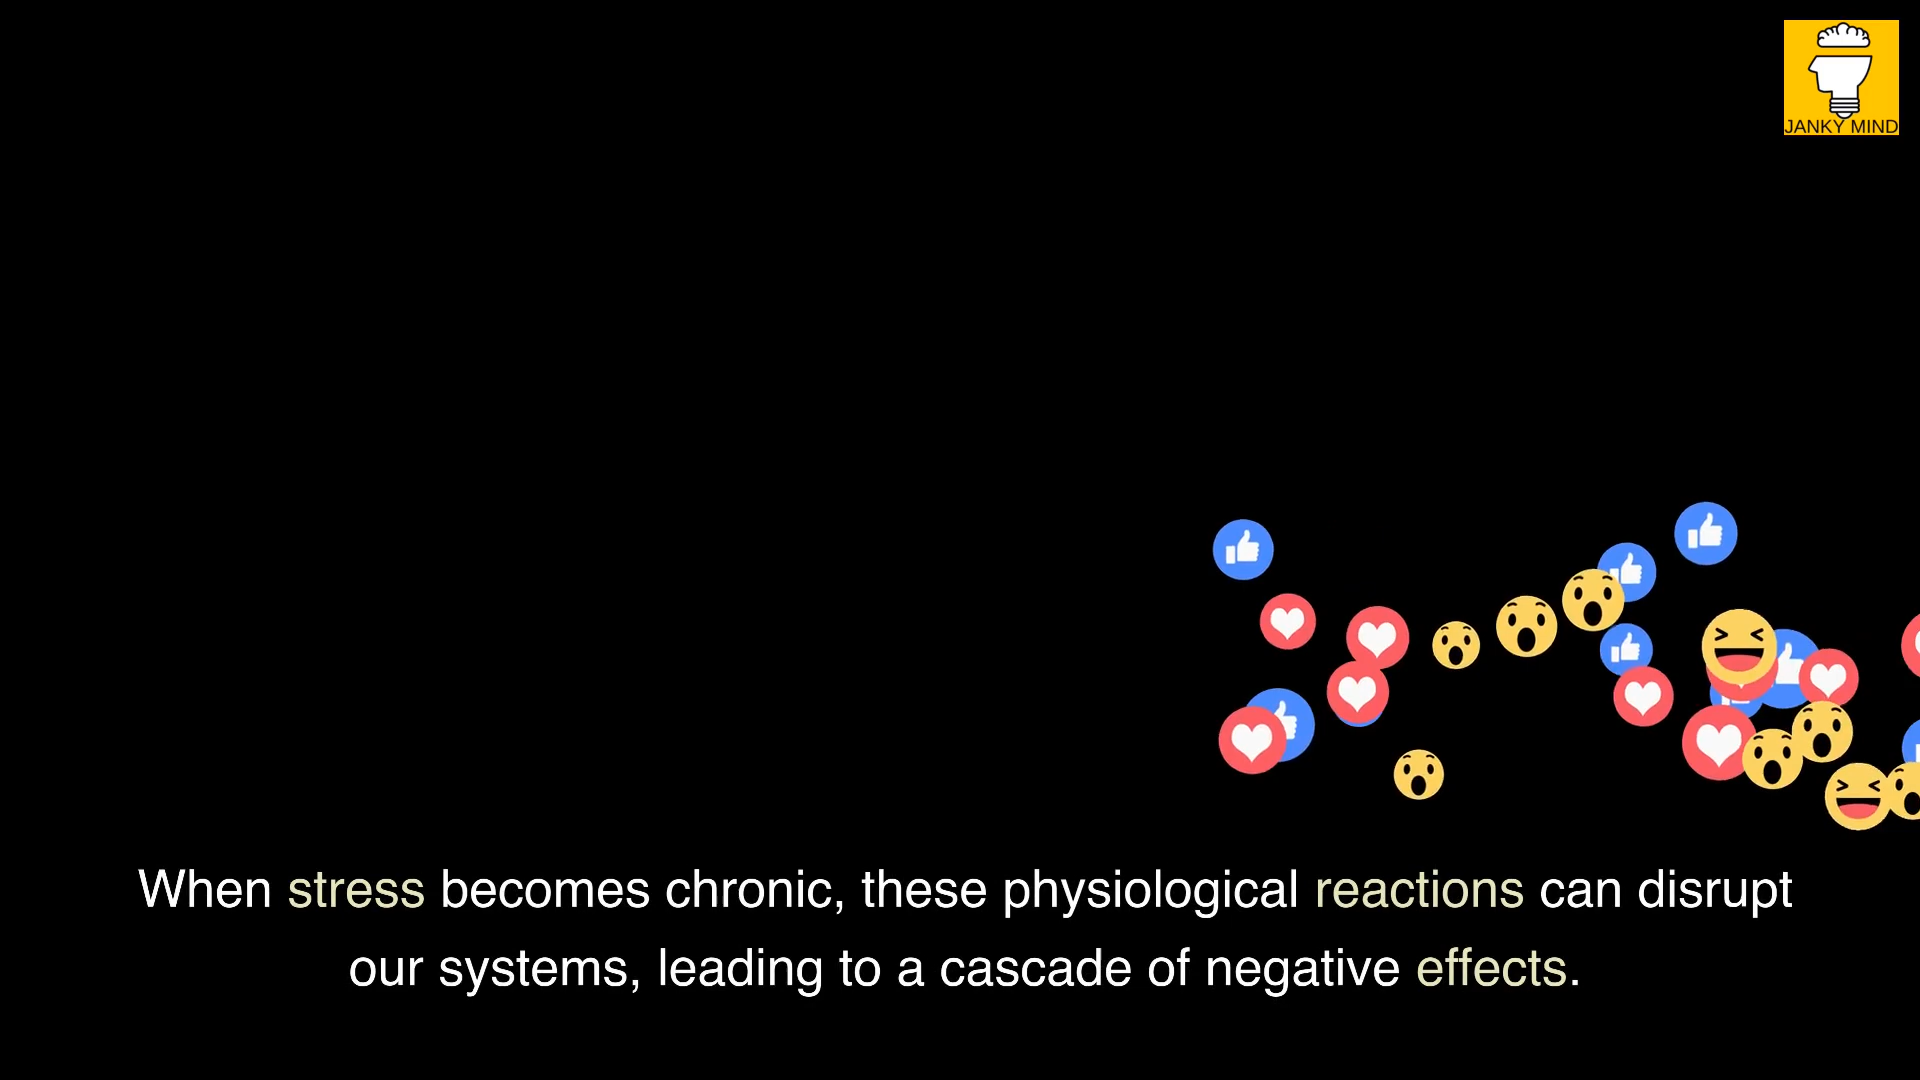 JANKY MIND
When stress becomes chronic, these physiological reactions can disrupt
our systems, leading to a cascade of negative effects.